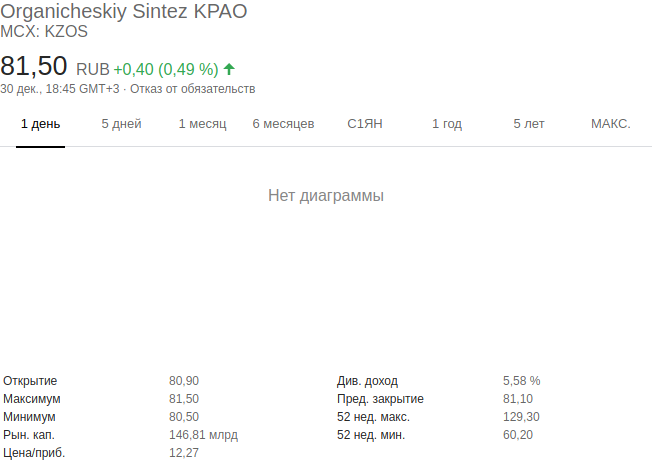 Organicheskiy Sintez KPAO
MCX: KZOS
81,50 RUB +0,40 (0,49 %)
30 дек., 18:45 GMT+3 · Отказ от обязательств
1 день 5 дней 1 месяц 6 месяцев С1ЯН 1 год 5 лет МАКС.
Нет диаграммы
Открытие 80,90 Див. доход 5,58 %
Максимум 81,50 Пред. закрытие 81,10
Минимум 80,50 52 нед. макс. 129,30
Рын. кап. 146,81 млрд 52 нед. мин. 60,20
Цена/приб. 12,27